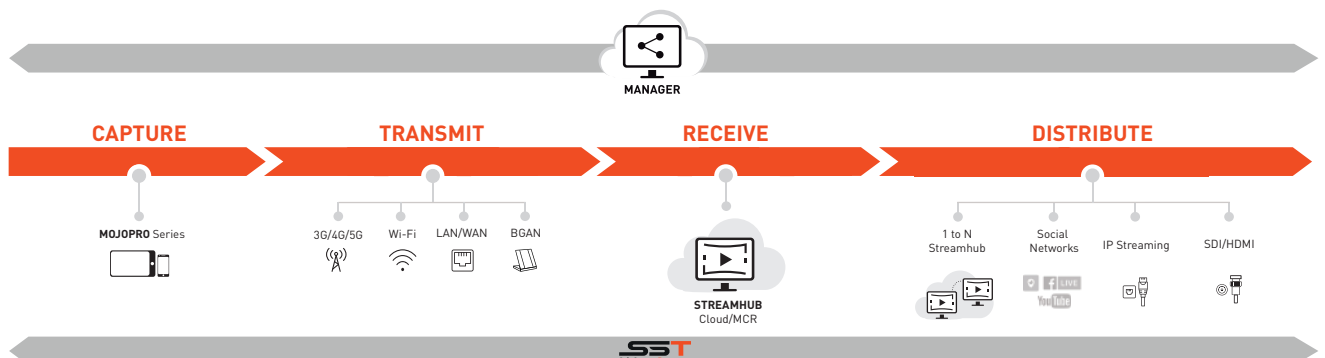 MANAGER
CAPTURE
TRANSMIT
RECEIVE
DISTRIBUTE
MOJOPRO Series
3G/4G/5G
Wi-Fi
LAN/WAN
BGAN
STREAMHUB
Cloud/MCR
1 to N
Streamhub
Social
Networks
f LIVE
YouTube
IP Streaming
SDI/HDMI
SST